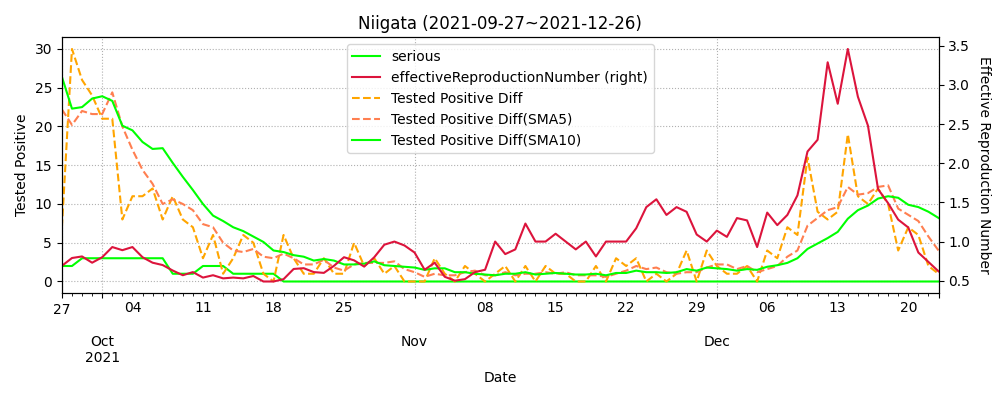 Niigata (2021-09-27~2021-12-26)
Tested Positive
30
25
20
15
10
5
0
serious
effectiveReproductionNumber (right)
Tested Positive Diff
Tested Positive Diff(SMA5)
Tested Positive Diff(SMA10)
3.5
3.0
2.5
2.0
1.5
1.0
0.5
Effective Reproduction Number
27 04 11 18 25 08 15 22 29 06 13 20
Oct Nov Dec
2021
Date